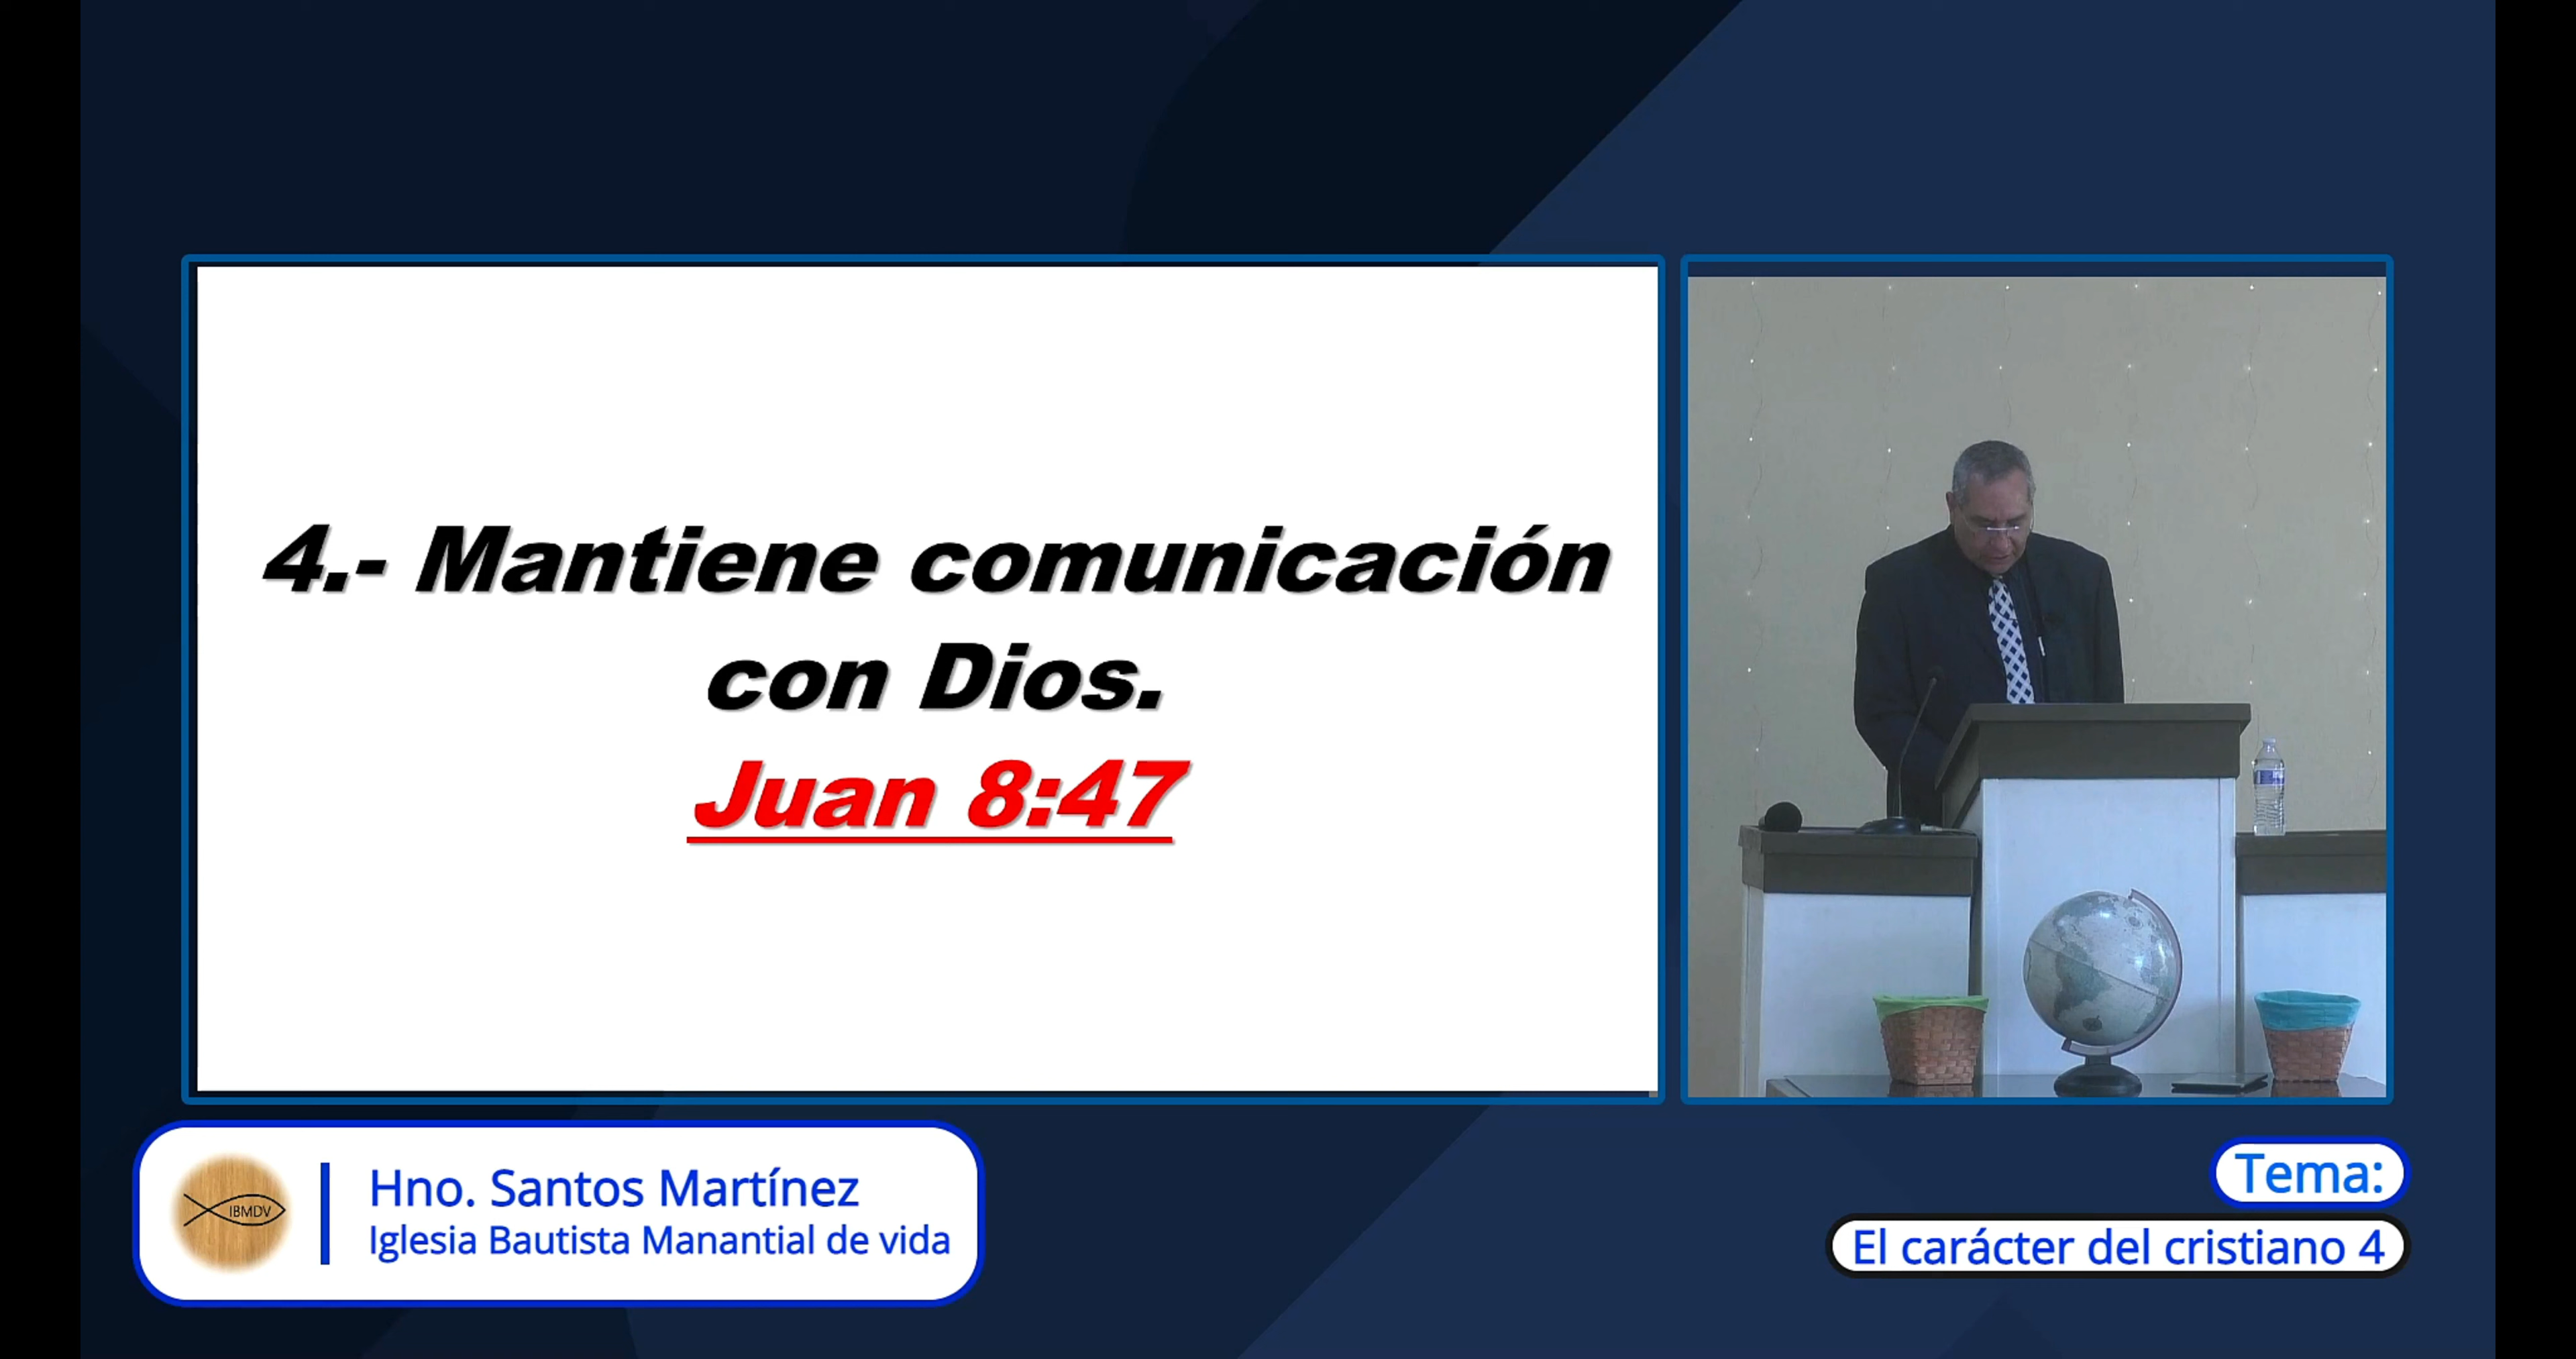 4.- Mantiene comunicación
con Dios.
Juan 8:47
IBMDV
Hno. Santos Martínez
Iglesia Bautista Manantial de vida
Tema:
El carácter del cristiano 4